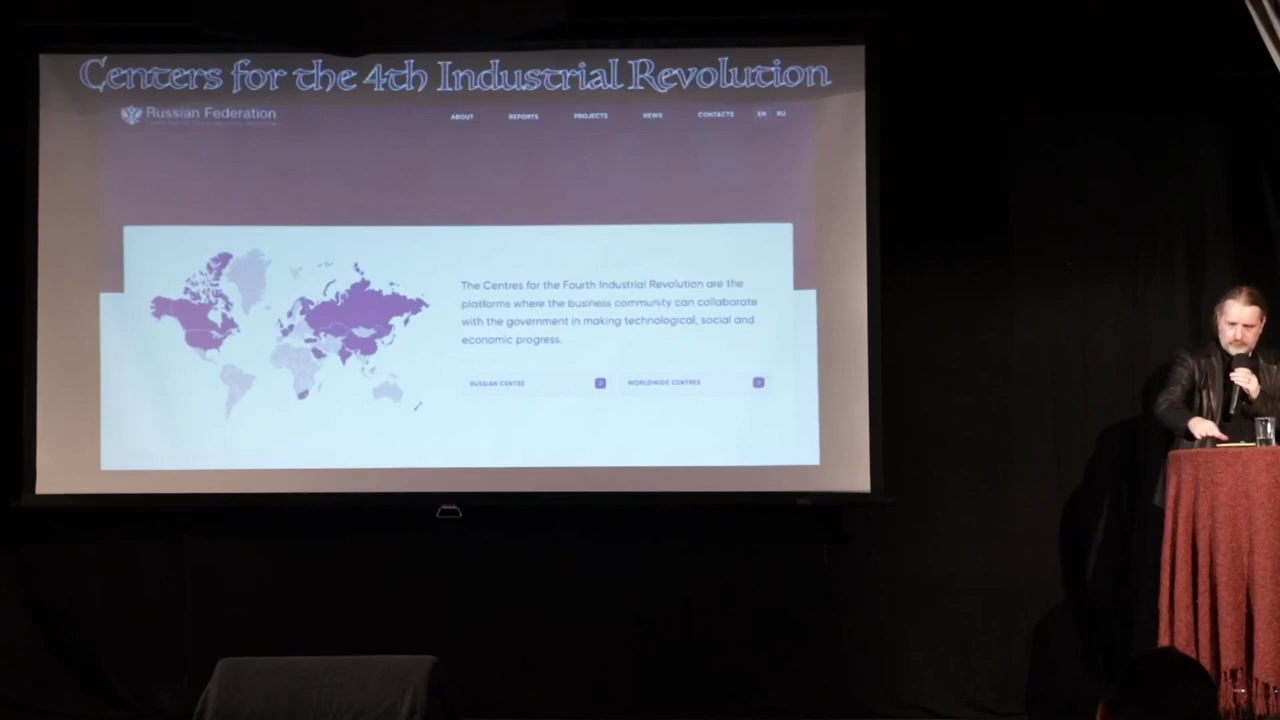 Centers for the 4th Industrial Revolution
Russian Federation
ABOUT REPORTS PROJECTS NEWS CONTACTS EN RU
The Centres for the Fourth Industrial Revolution are the
platforms where the business community can collaborate
with the government in making technological, social and
economic progress.
RUSSIAN CENTRE WORLDWIDE CENTRES